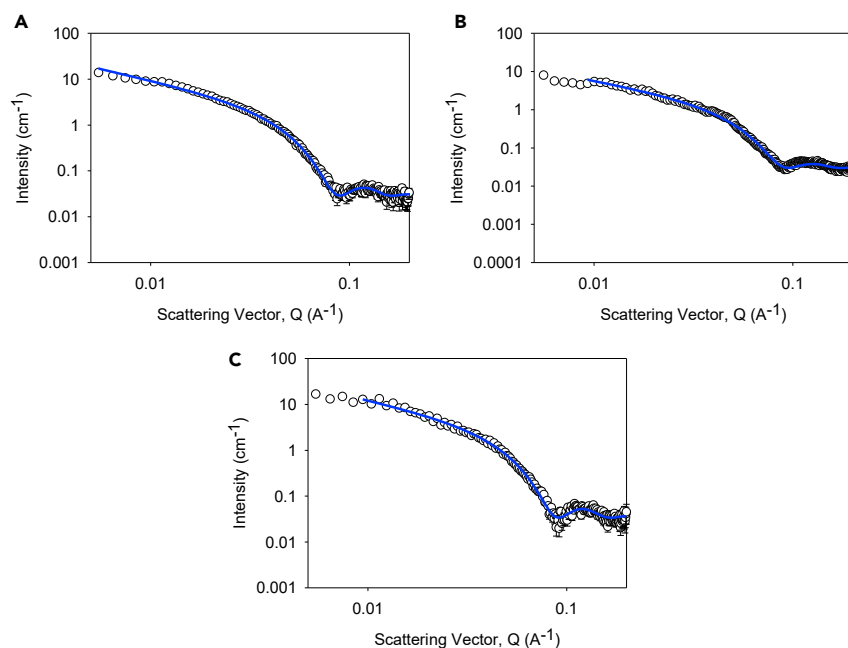 A
100
10
1
0.1
0.01
0.001
0.01
0.1
Intensity (cm-1)
Scattering Vector, Q (A-1)
B
100
10
1
0.1
0.01
0.001
0.0001
0.01
0.1
Intensity (cm-1)
Scattering Vector, Q (A-1)
C
100
10
1
0.1
0.01
0.001
0.01
0.1
Intensity (cm-1)
Scattering Vector, Q (A-1)